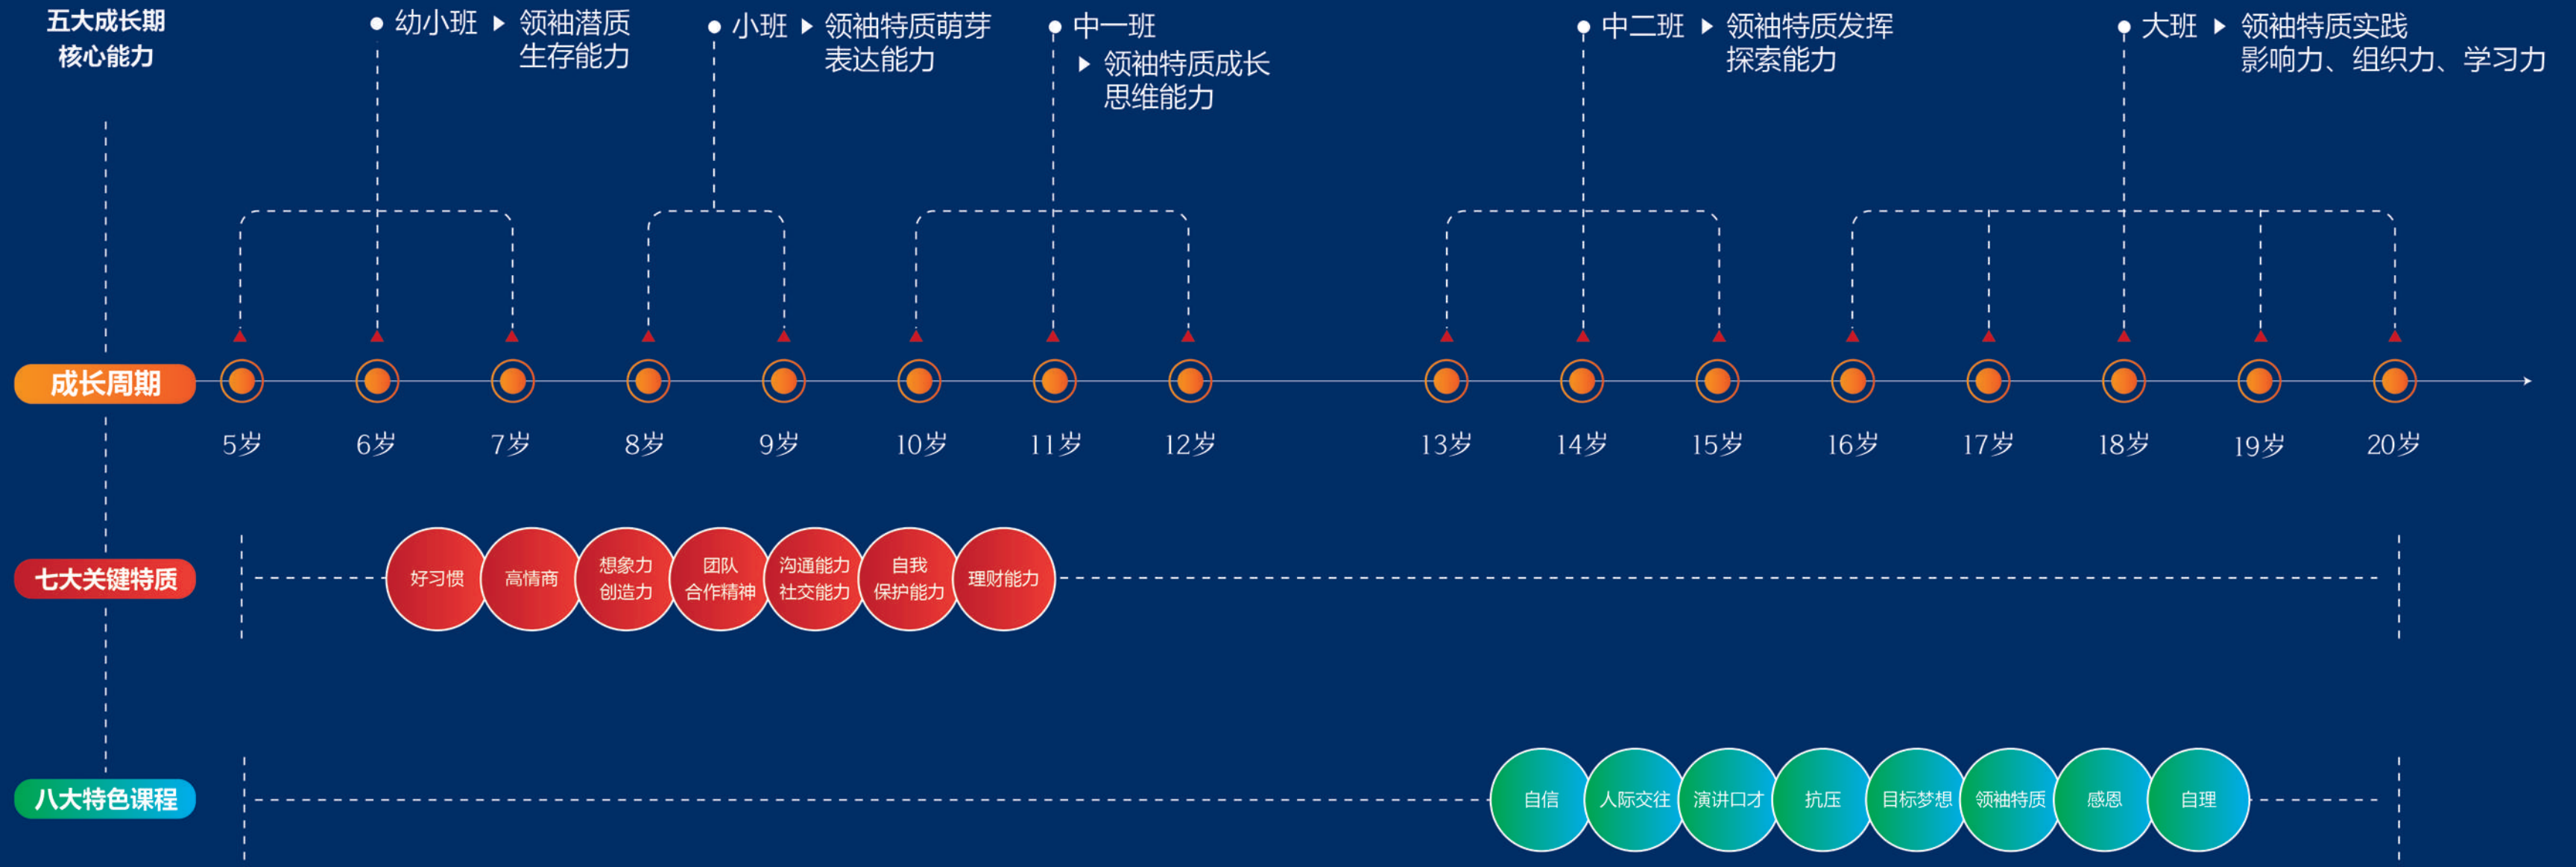 五大成长期
核心能力
幼小班
领袖潜质
生存能力
小班
领袖特质萌芽
表达能力
中一班
领袖特质成长
思维能力
中二班
领袖特质发挥
探索能力
大班
领袖特质实践
影响力、组织力、学习力
成长周期
5岁
6岁
7岁
8岁
9岁
10岁
11岁
12岁
13岁
14岁
15岁
16岁
17岁
18岁
19岁
20岁
七大关键特质
好习惯
高情商
想象力
创造力
团队
合作精神
沟通能力
社交能力
自我
保护能力
理财能力
八大特色课程
自信
人际交往
演讲口才
抗压
目标梦想
领袖特质
感恩
自理